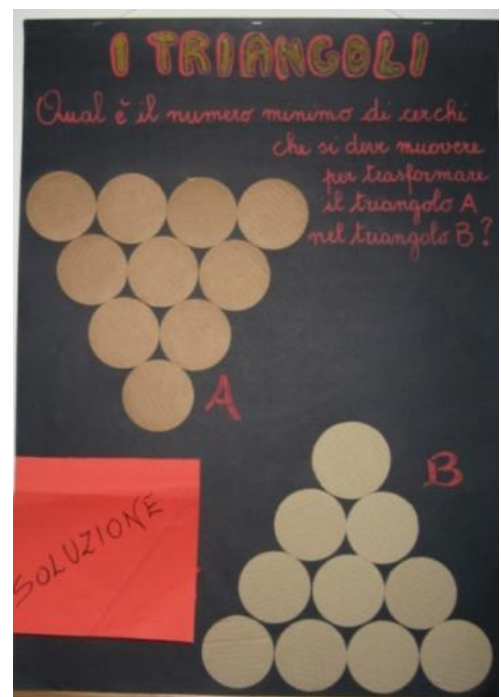 I TRIANGOLI
Qual è il numero minimo di cerchi
che si deve muovere
per trasformare
il triangolo A
nel triangolo B?
A
B
SOLUZIONE